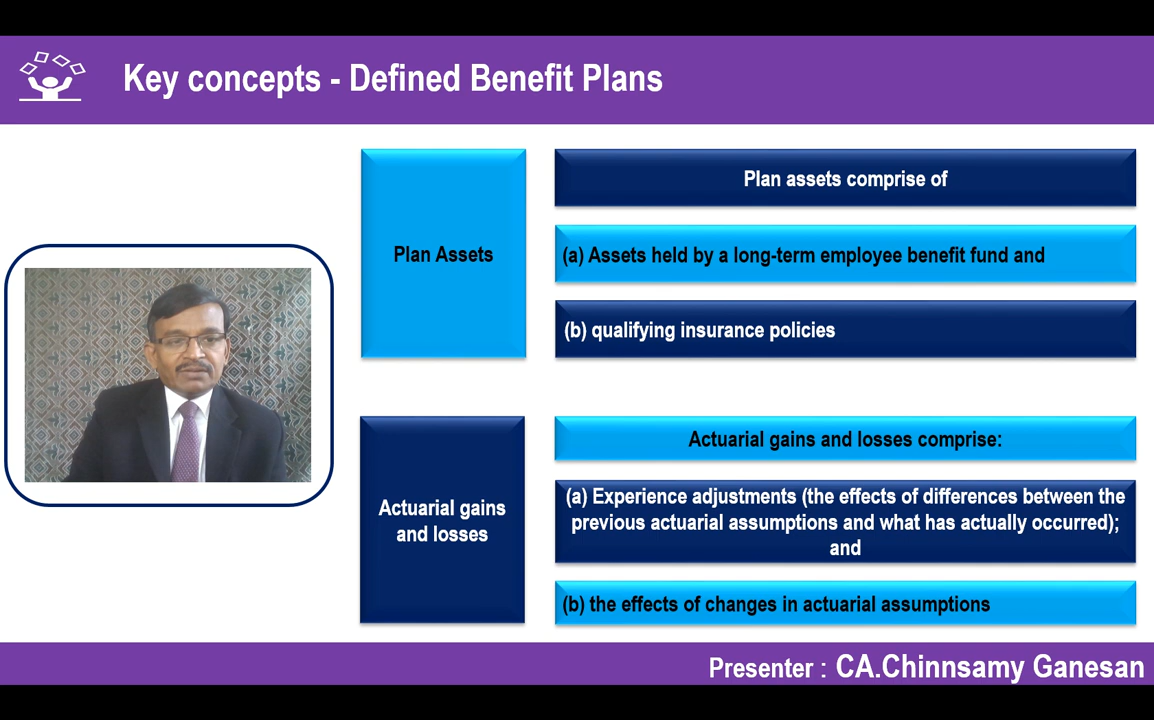 Key concepts - Defined Benefit Plans
Plan Assets
Plan assets comprise of
(a) Assets held by a long-term employee benefit fund and
(b) qualifying insurance policies
Actuarial gains
and losses
Actuarial gains and losses comprise:
(a) Experience adjustments (the effects of differences between the
previous actuarial assumptions and what has actually occurred);
and
(b) the effects of changes in actuarial assumptions
Presenter : CA.Chinnsamy Ganesan